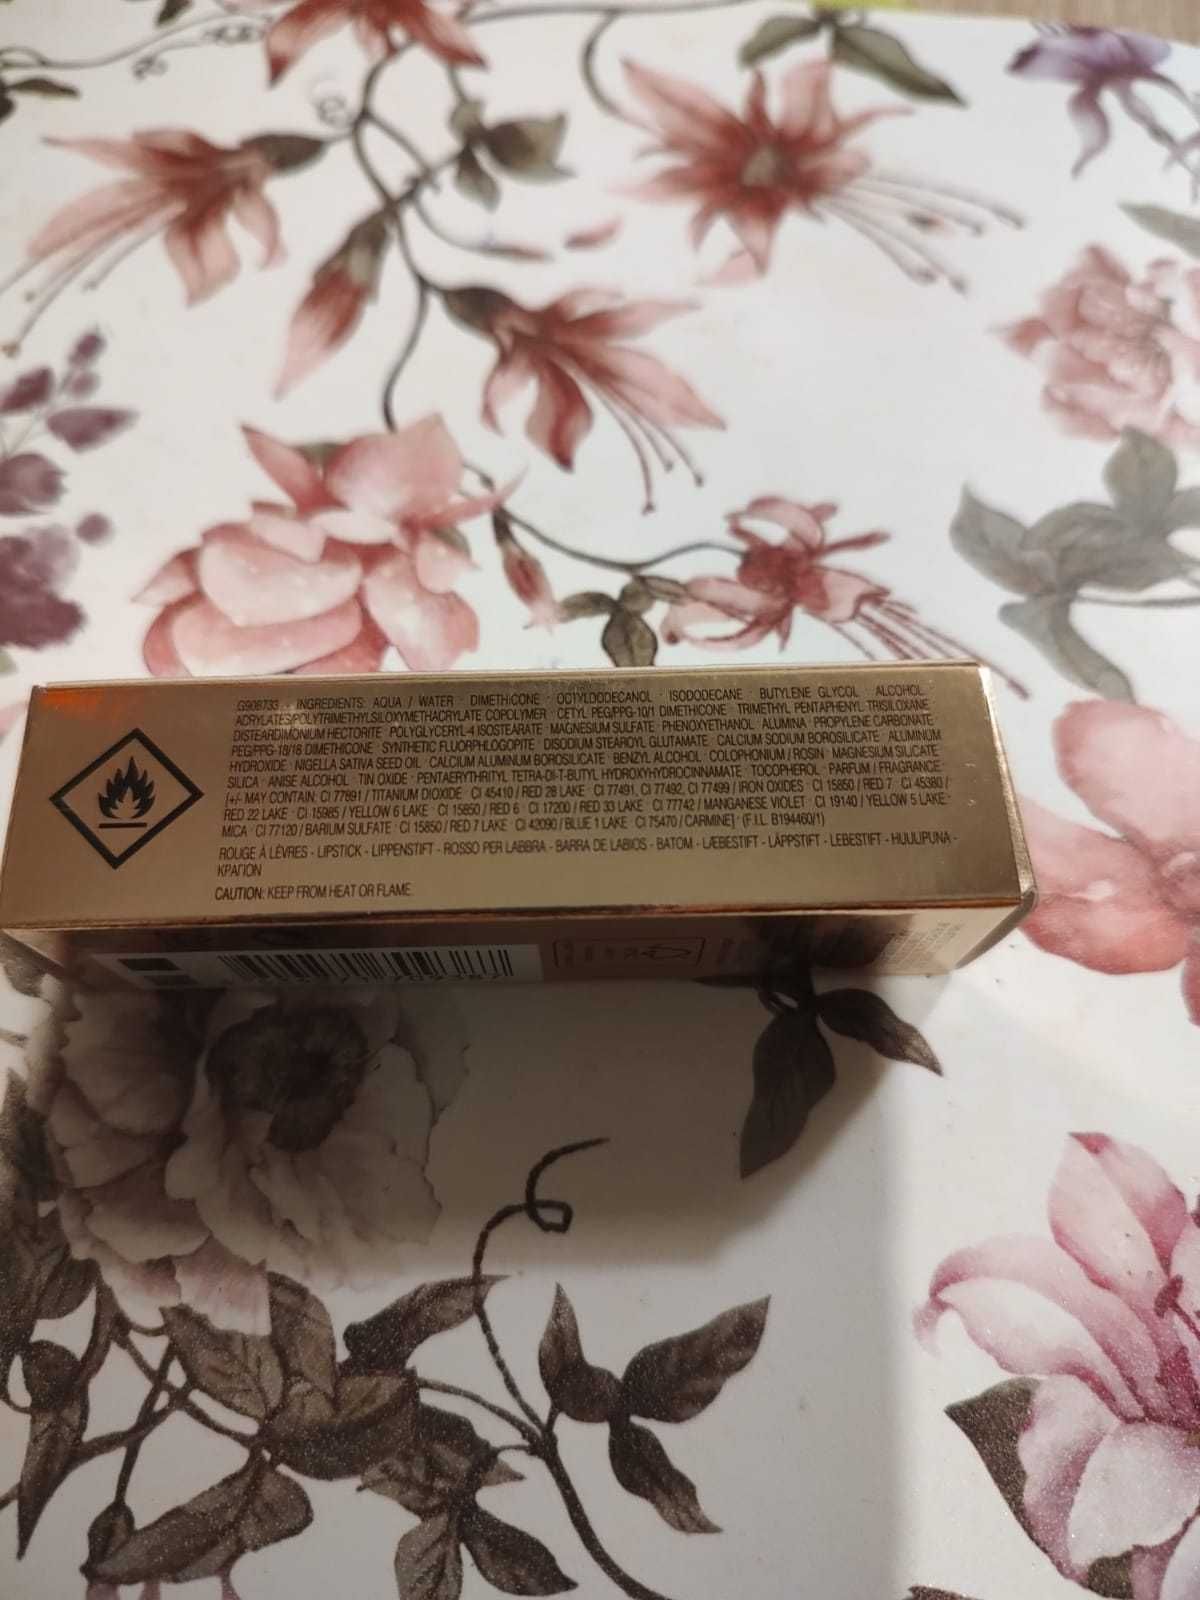 G908733 - INGREDIENTS: AQUA / WATER · DIMETHICONE · OCTYLDODECANOL · ISODODECANE · BUTYLENE GLYCOL · ALCOHOL ·
ACRYLATES/POLYTRIMETHYLSILOXYMETHACRYLATE COPOLYMER · CETYL PEG/PPG-10/1 DIMETHICONE · TRIMETHYL PENTAPHENYL TRISILOXANE ·
DISTEARDIMONIUM HECTORITE · POLYGLYCERYL-4 ISOSTEARATE · MAGNESIUM SULFATE · PHENOXYETHANOL · ALUMINA · PROPYLENE CARBONATE ·
PEG/PPG-18/18 DIMETHICONE · SYNTHETIC FLUORPHLOGOPITE · DISODIUM STEAROYL GLUTAMATE · CALCIUM SODIUM BOROSILICATE · ALUMINUM
HYDROXIDE · NIGELLA SATIVA SEED OIL · CALCIUM ALUMINUM BOROSILICATE · BENZYL ALCOHOL · COLOPHONIUM / ROSIN · MAGNESIUM SILICATE ·
SILICA · ANISE ALCOHOL · TIN OXIDE · PENTAERYTHRITYL TETRA-DI-T-BUTYL HYDROXYHYDROCINNAMATE · TOCOPHEROL · PARFUM / FRAGRANCE ·
[+/- MAY CONTAIN: CI 77891 / TITANIUM DIOXIDE · CI 45410 / RED 28 LAKE · CI 77491, CI 77492, CI 77499 / IRON OXIDES · CI 15850 / RED 7 · CI 45380 /
RED 22 LAKE · CI 15985 / YELLOW 6 LAKE · CI 15850 / RED 6 · CI 17200 / RED 33 LAKE · CI 77742 / MANGANESE VIOLET · CI 19140 / YELLOW 5 LAKE ·
MICA · CI 77120 / BARIUM SULFATE · CI 15850 / RED 7 LAKE · CI 42090 / BLUE 1 LAKE · CI 75470 / CARMINE] · (F.I.L. B194460/1)
ROUGE À LÈVRES - LIPSTICK - LIPPENSTIFT - ROSSO PER LABBRA - BARRA DE LABIOS - BATOM - LÆBESTIFT - LÄPPSTIFT - LEBESTIFT - HUULIPUNA -
ΚΡΑΓΙΟΝ
CAUTION: KEEP FROM HEAT OR FLAME.